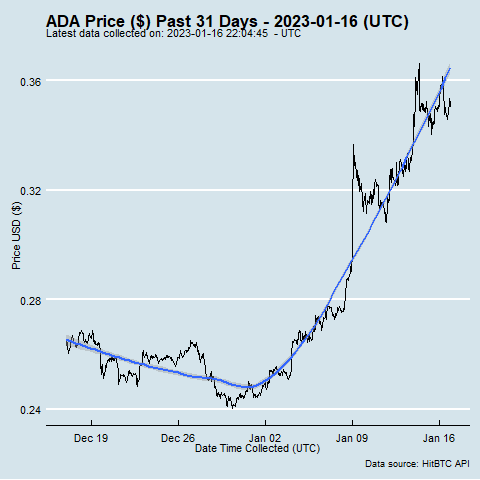 ADA Price ($) Past 31 Days - 2023-01-16 (UTC)
Latest data collected on: 2023-01-16 22:04:45 - UTC
Price USD ($)
0.36
0.32
0.28
0.24
Dec 19 Dec 26 Jan 02 Jan 09 Jan 16
Date Time Collected (UTC)
Data source: HitBTC API